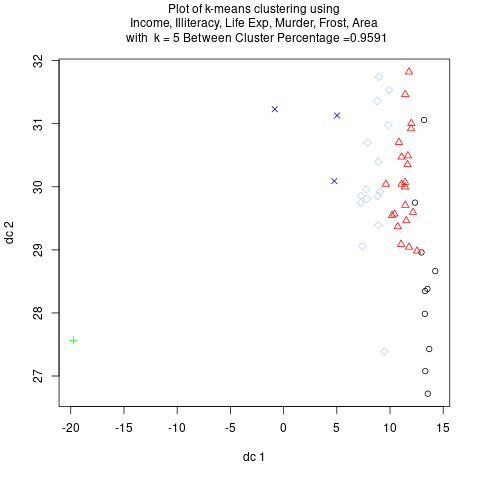 Plot of k-means clustering using
Income, Illiteracy, Life Exp, Murder, Frost, Area
with k = 5 Between Cluster Percentage =0.9591
32
31
30
29
28
27
dc 2
-20
-15
-10
-5
0
5
10
15
dc 1